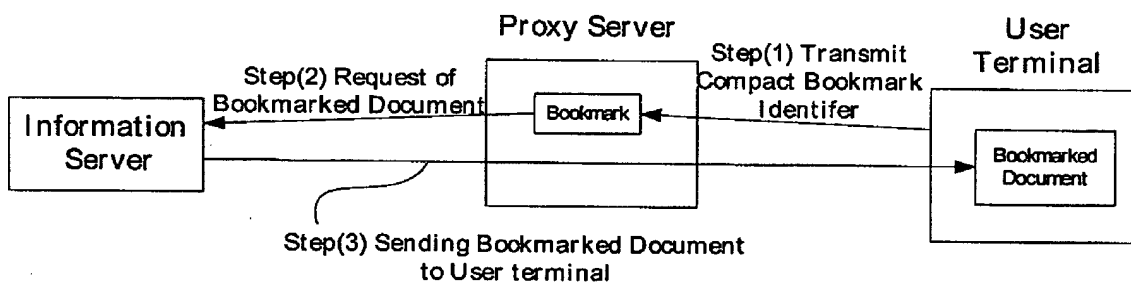 Proxy Server
User
Terminal
Step(1) Transmit
Compact Bookmark
Identifer
Step(2) Request of
Bookmarked Document
Information
Server
Bookmark
Bookmarked
Document
Step(3) Sending Bookmarked Document
to User terminal